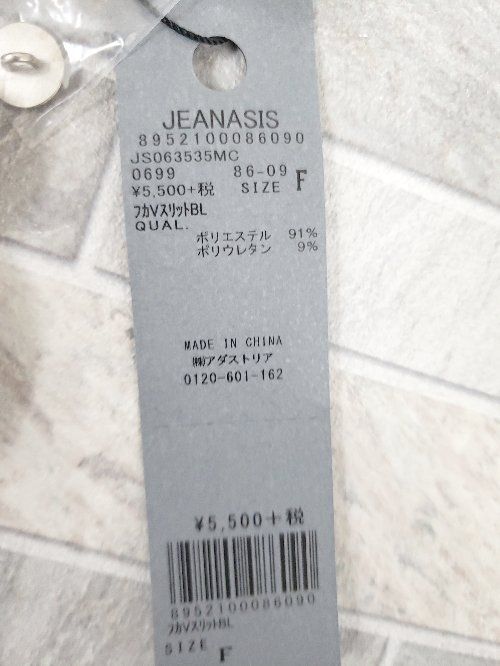 JEANASIS
8952100086090
JS063535MC
0699 86-09
¥5,500+税 SIZE F
フカVスリットBL
QUAL.
ポリエステル 91%
ポリウレタン 9%
MADE IN CHINA
㈱アダストリア
0120-601-162
¥5,500+税
8952100086090
フカVスリットBL
SIZE F